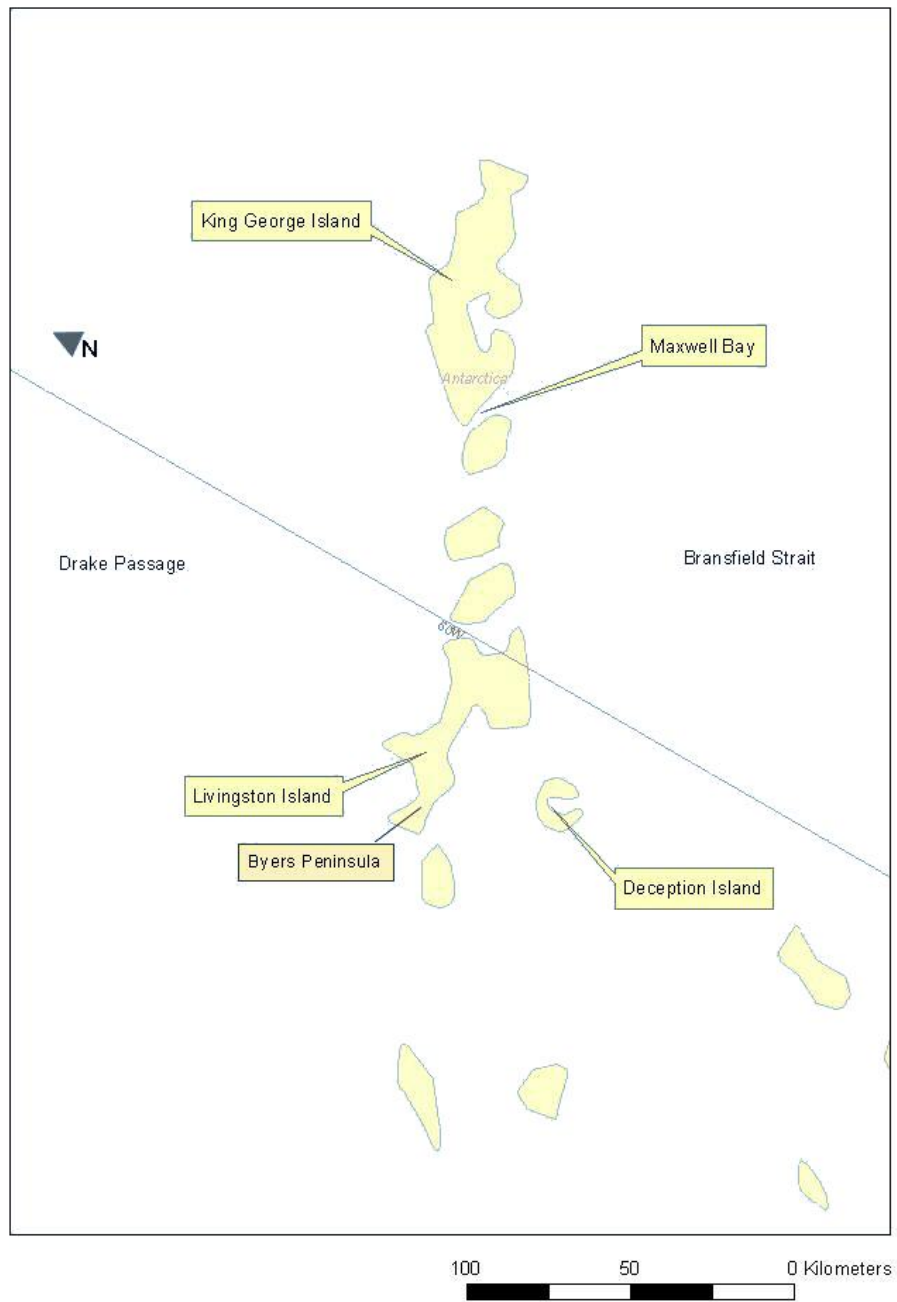 King George Island
N
Maxwell Bay
Antarctica
Drake Passage
Bransfield Strait
60W
Livingston Island
Byers Peninsula
Deception Island
100 50 0 Kilometers